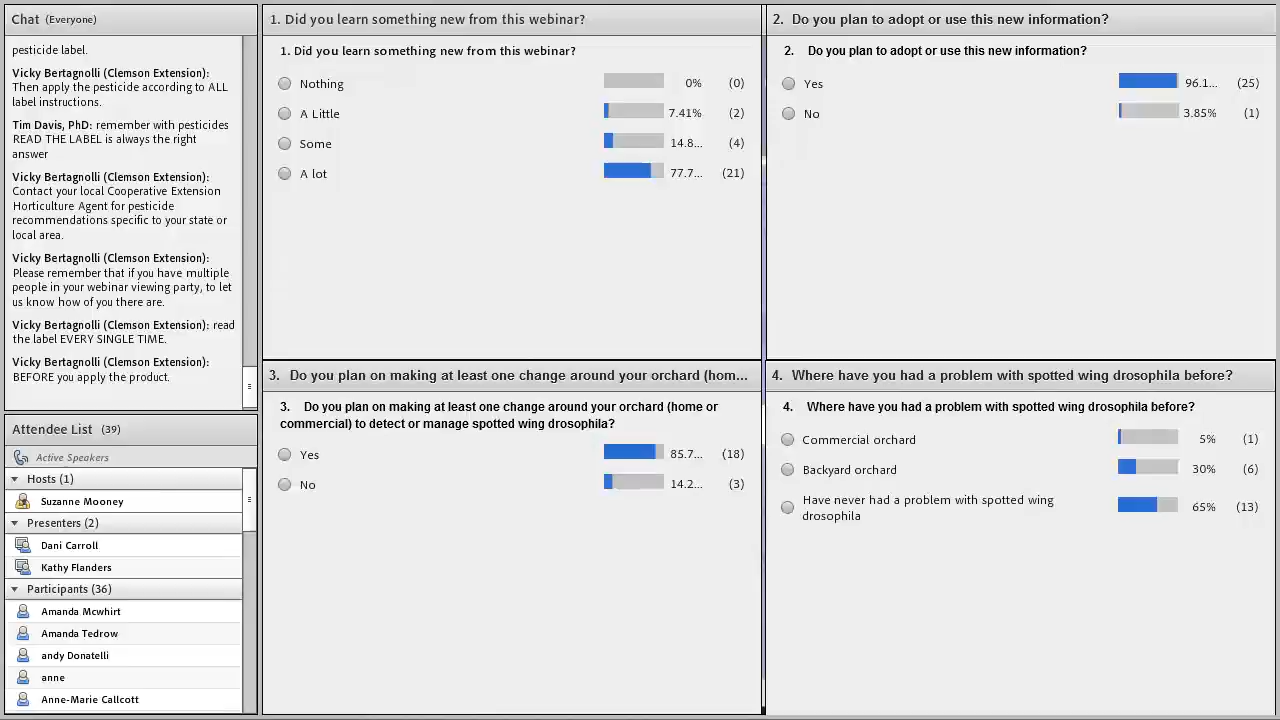 Chat (Everyone)
pesticide label.
Vicky Bertagnolli (Clemson Extension):
Then apply the pesticide according to ALL
label instructions.
Tim Davis, PhD: remember with pesticides
READ THE LABEL is always the right
answer
Vicky Bertagnolli (Clemson Extension):
Contact your local Cooperative Extension
Horticulture Agent for pesticide
recommendations specific to your state or
local area.
Vicky Bertagnolli (Clemson Extension):
Please remember that if you have multiple
people in your webinar viewing party, to let
us know how of you there are.
Vicky Bertagnolli (Clemson Extension): read
the label EVERY SINGLE TIME.
Vicky Bertagnolli (Clemson Extension):
BEFORE you apply the product.
Attendee List (39)
Active Speakers
Hosts (1)
Suzanne Mooney
Presenters (2)
Dani Carroll
Kathy Flanders
Participants (36)
Amanda Mcwhirt
Amanda Tedrow
andy Donatelli
anne
Anne-Marie Callcott
1. Did you learn something new from this webinar?
1. Did you learn something new from this webinar?
Nothing 0% (0)
A Little 7.41% (2)
Some 14.8... (4)
A lot 77.7... (21)
2. Do you plan to adopt or use this new information?
2. Do you plan to adopt or use this new information?
Yes 96.1... (25)
No 3.85% (1)
3. Do you plan on making at least one change around your orchard (hom...
3. Do you plan on making at least one change around your orchard (home or
commercial) to detect or manage spotted wing drosophila?
Yes 85.7... (18)
No 14.2... (3)
4. Where have you had a problem with spotted wing drosophila before?
4. Where have you had a problem with spotted wing drosophila before?
Commercial orchard 5% (1)
Backyard orchard 30% (6)
Have never had a problem with spotted wing
drosophila 65% (13)